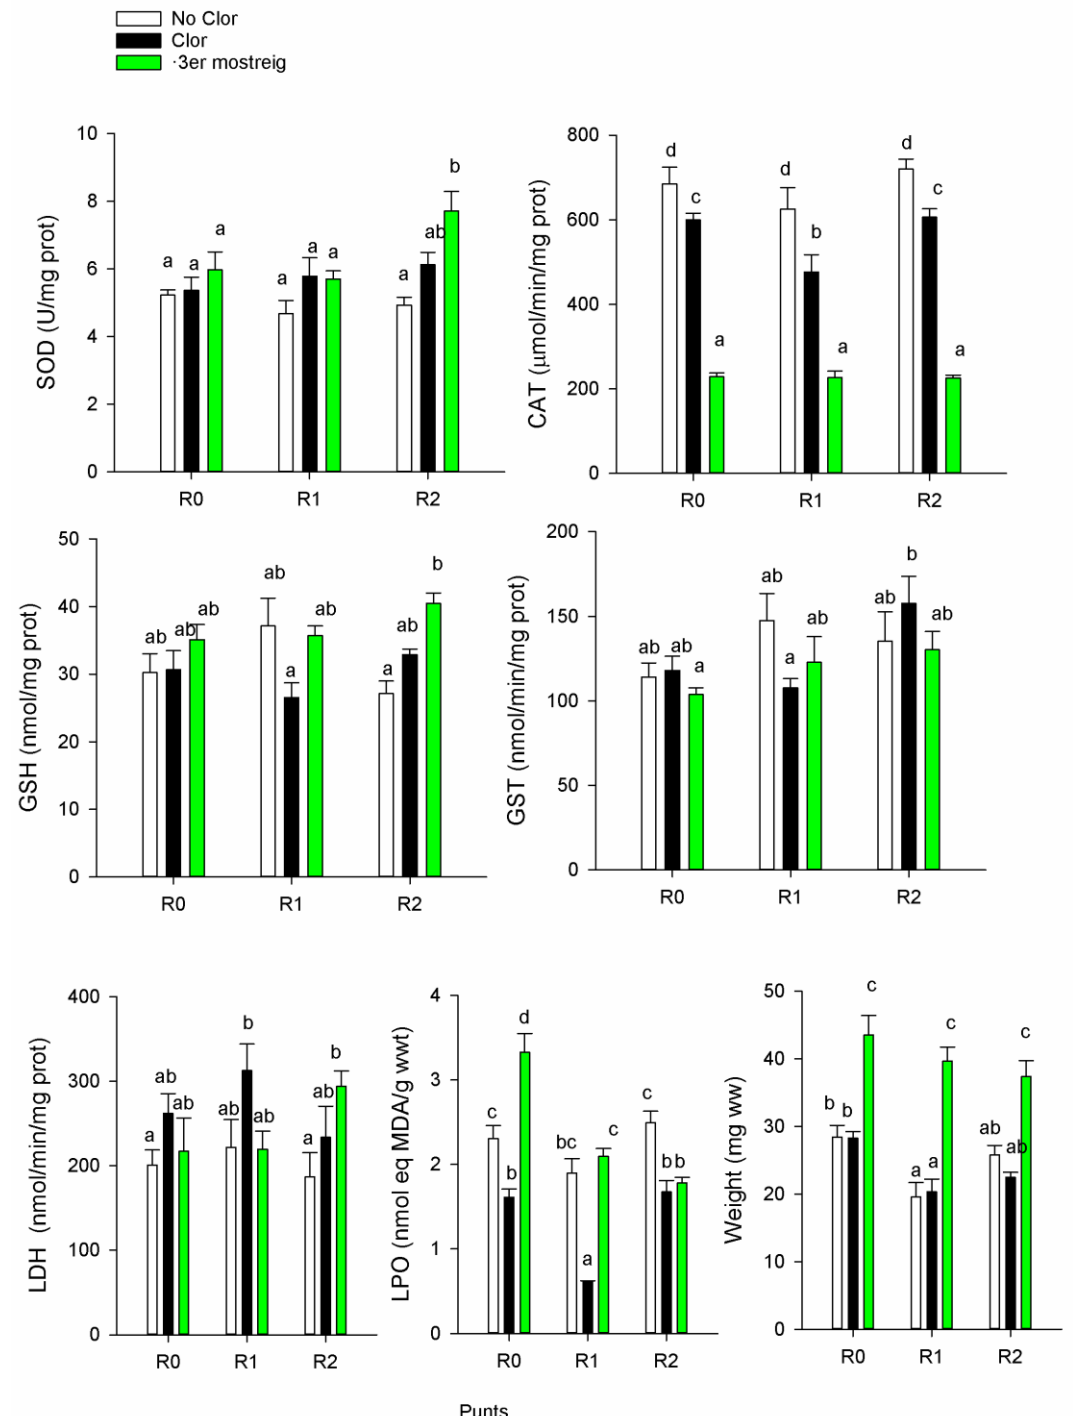 No Clor
Clor
·3er mostreig
SOD (U/mg prot)
10
8
6
4
2
0
a
a
a
a
a
a
a
ab
b
R0
R1
R2
CAT (μmol/min/mg prot)
800
600
400
200
0
d
c
a
d
b
a
d
c
a
R0
R1
R2
GSH (nmol/mg prot)
50
40
30
20
10
0
ab
ab
ab
ab
a
ab
a
ab
b
R0
R1
R2
GST (nmol/min/mg prot)
200
150
100
50
0
ab
ab
a
ab
a
ab
ab
b
ab
R0
R1
R2
LDH (nmol/min/mg prot)
400
300
200
100
0
a
ab
ab
ab
b
ab
a
ab
b
R0
R1
R2
LPO (nmol eq MDA/g wwt)
4
3
2
1
0
c
b
d
bc
a
c
c
b
b
R0
R1
R2
Weight (mg ww)
50
40
30
20
10
0
b
b
c
a
a
c
ab
ab
c
R0
R1
R2
Punts